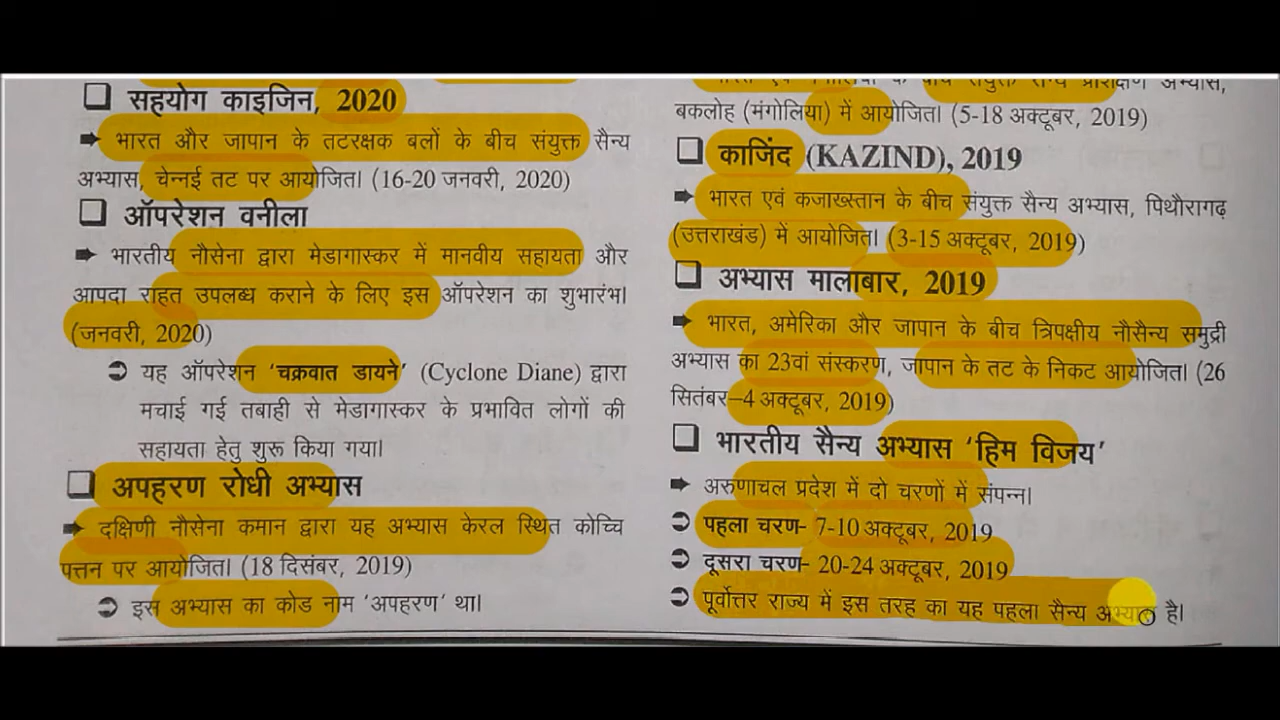 ❑ सहयोग काइजिन, 2020
➡ भारत और जापान के तटरक्षक बलों के बीच संयुक्त सैन्य
अभ्यास, चेन्नई तट पर आयोजित। (16-20 जनवरी, 2020)
❑ ऑपरेशन वनीला
➡ भारतीय नौसेना द्वारा मेडागास्कर में मानवीय सहायता और
आपदा राहत उपलब्ध कराने के लिए इस ऑपरेशन का शुभारंभ।
(जनवरी, 2020)
➲ यह ऑपरेशन ‘चक्रवात डायने’ (Cyclone Diane) द्वारा
मचाई गई तबाही से मेडागास्कर के प्रभावित लोगों की
सहायता हेतु शुरू किया गया।
❑ अपहरण रोधी अभ्यास
➡ दक्षिणी नौसेना कमान द्वारा यह अभ्यास केरल स्थित कोच्चि
पत्तन पर आयोजित। (18 दिसंबर, 2019)
➲ इस अभ्यास का कोड नाम ‘अपहरण’ था।
के बीच संयुक्त सैन्य प्रशिक्षण अभ्यास,
बकलोह (मंगोलिया) में आयोजित। (5-18 अक्टूबर, 2019)
❑ काजिंद (KAZIND), 2019
➡ भारत एवं कजाख्स्तान के बीच संयुक्त सैन्य अभ्यास, पिथौरागढ़
(उत्तराखंड) में आयोजित। (3-15 अक्टूबर, 2019)
❑ अभ्यास मालाबार, 2019
➡ भारत, अमेरिका और जापान के बीच त्रिपक्षीय नौसैन्य समुद्री
अभ्यास का 23वां संस्करण, जापान के तट के निकट आयोजित। (26
सितंबर–4 अक्टूबर, 2019)
❑ भारतीय सैन्य अभ्यास ‘हिम विजय’
➡ अरुणाचल प्रदेश में दो चरणों में संपन्न।
➲ पहला चरण- 7-10 अक्टूबर, 2019
➲ दूसरा चरण- 20-24 अक्टूबर, 2019
➲ पूर्वोत्तर राज्य में इस तरह का यह पहला सैन्य अभ्यास है।